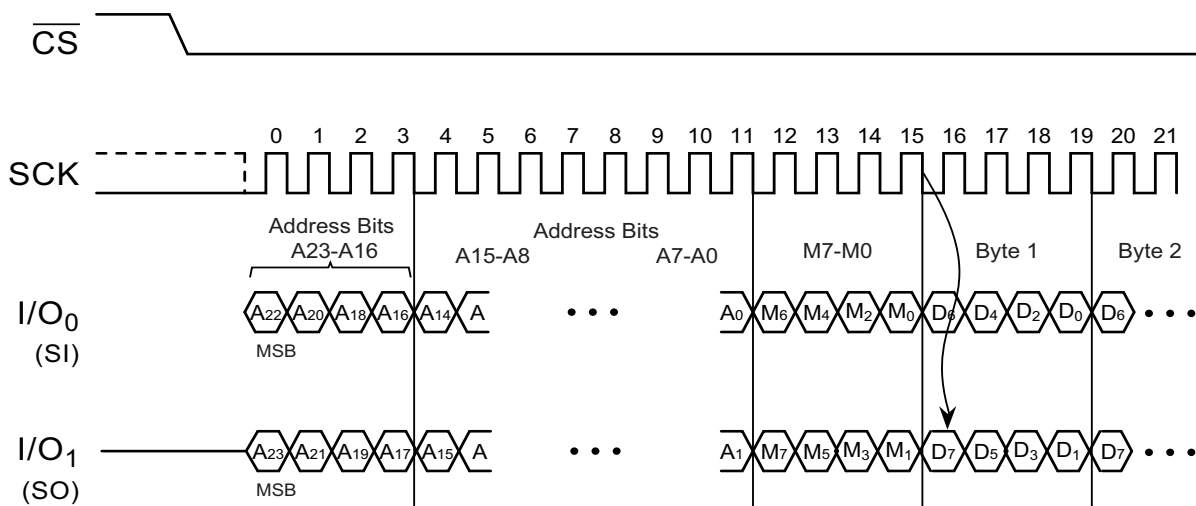 CS
0 1 2 3 4 5 6 7 8 9 10 11 12 13 14 15 16 17 18 19 20 21
SCK
Address Bits Address Bits
A23-A16 A15-A8 A7-A0 M7-M0 Byte 1 Byte 2
I/O0 A22 A20 A18 A16 A14 A • • • A0 M6 M4 M2 M0 D6 D4 D2 D0 D6 • • •
(SI) MSB
I/O1 A23 A21 A19 A17 A15 A • • • A1 M7 M5 M3 M1 D7 D5 D3 D1 D7 • • •
(SO) MSB